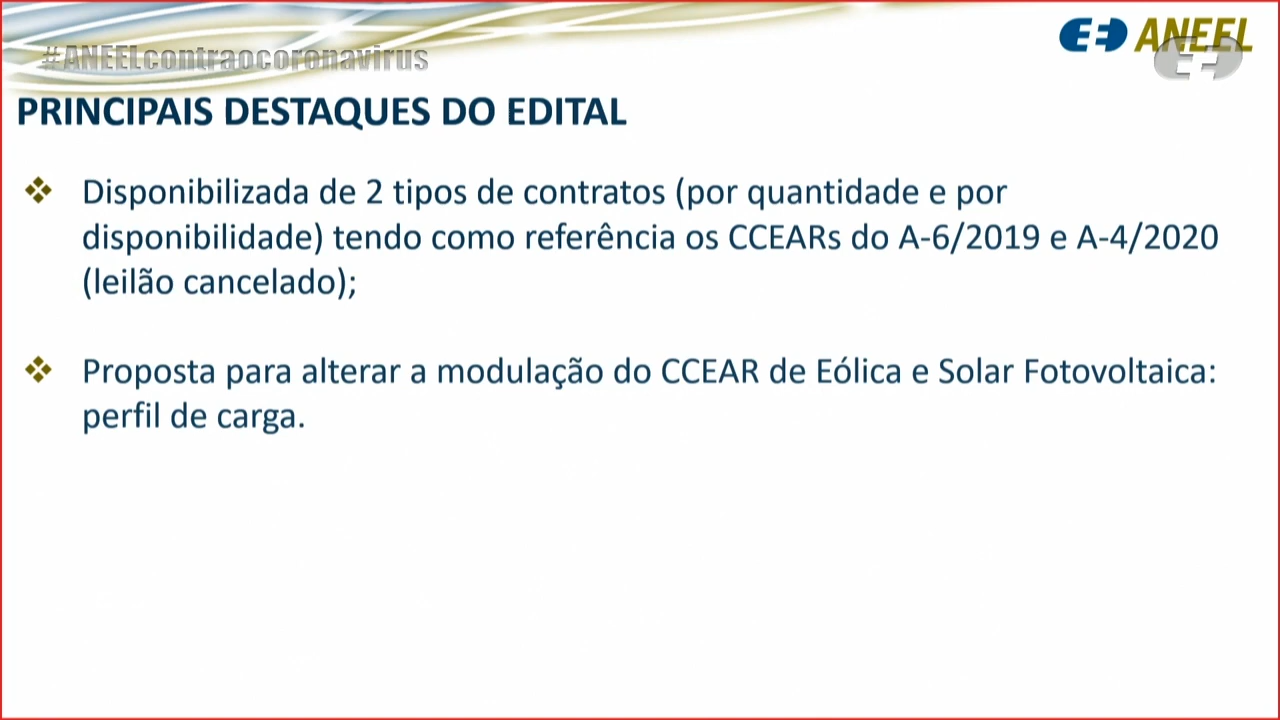 #ANEELcontraocoronavirus
ANEEL
PRINCIPAIS DESTAQUES DO EDITAL
Disponibilizada de 2 tipos de contratos (por quantidade e por
disponibilidade) tendo como referência os CCEARs do A-6/2019 e A-4/2020
(leilão cancelado);
Proposta para alterar a modulação do CCEAR de Eólica e Solar Fotovoltaica:
perfil de carga.